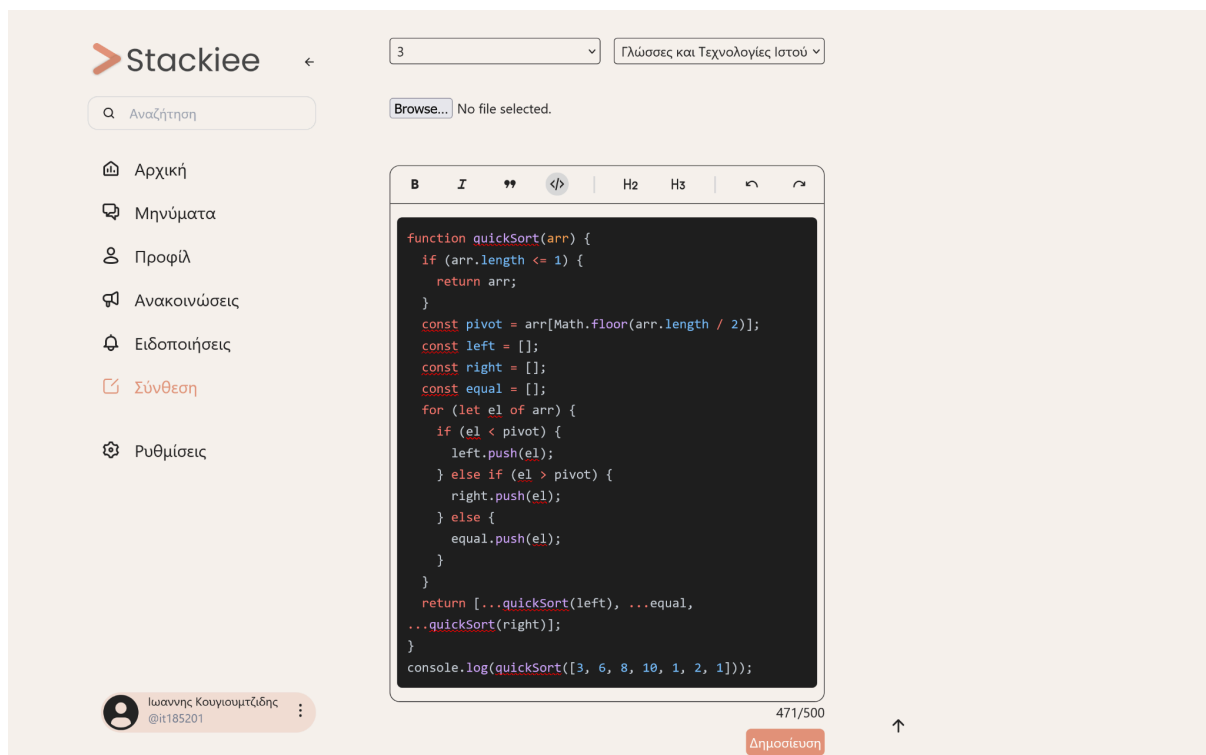 Stackiee
Αναζήτηση
Αρχική
Μηνύματα
Προφίλ
Ανακοινώσεις
Ειδοποιήσεις
Σύνθεση
Ρυθμίσεις
Ιωαννης Κουγιουμτζιδης
@it185201
3
Γλώσσες και Τεχνολογίες Ιστού
Browse... No file selected.
B I H2 H3
function quickSort(arr) {
  if (arr.length <= 1) {
    return arr;
  }
  const pivot = arr[Math.floor(arr.length / 2)];
  const left = [];
  const right = [];
  const equal = [];
  for (let el of arr) {
    if (el < pivot) {
      left.push(el);
    } else if (el > pivot) {
      right.push(el);
    } else {
      equal.push(el);
    }
  }
  return [...quickSort(left), ...equal,
...quickSort(right)];
}
console.log(quickSort([3, 6, 8, 10, 1, 2, 1]));
471/500
Δημοσίευση